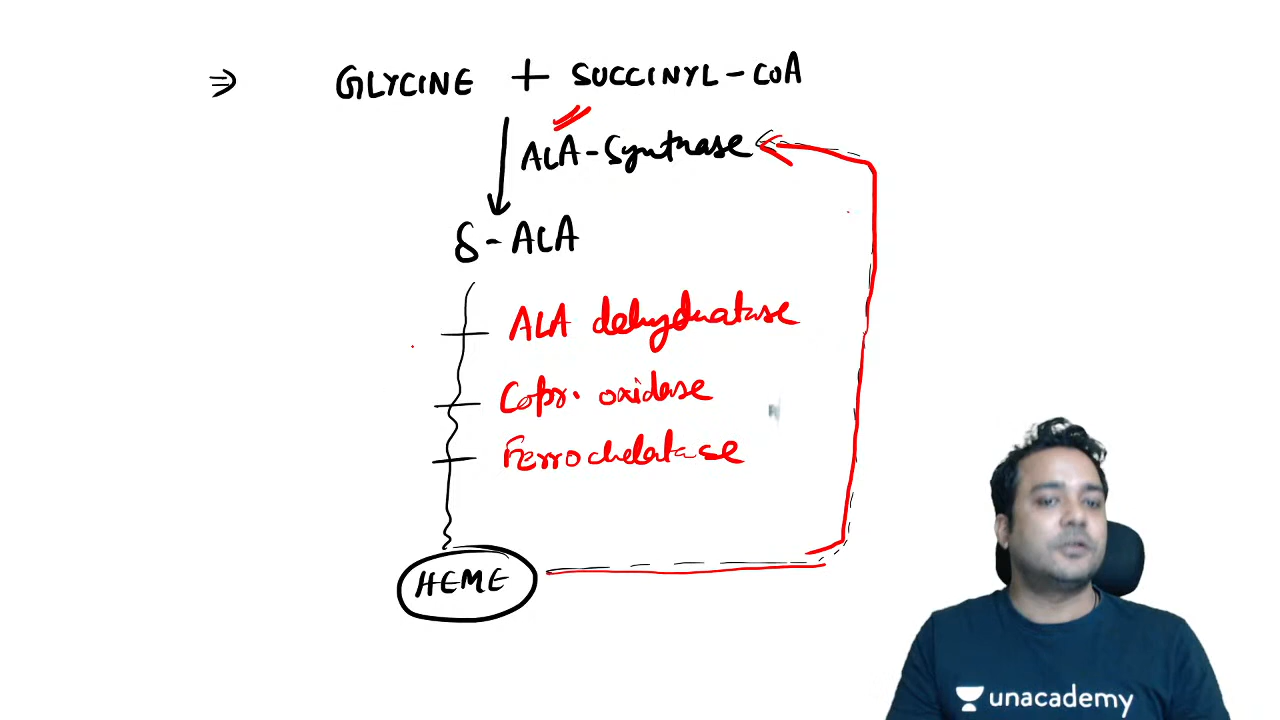 ⇒ GLYCINE + SUCCINYL-COA
ALA-Synthase
δ-ALA
ALA dehydratase
Copr. oxidase
Ferrochelatase
HEME
unacademy